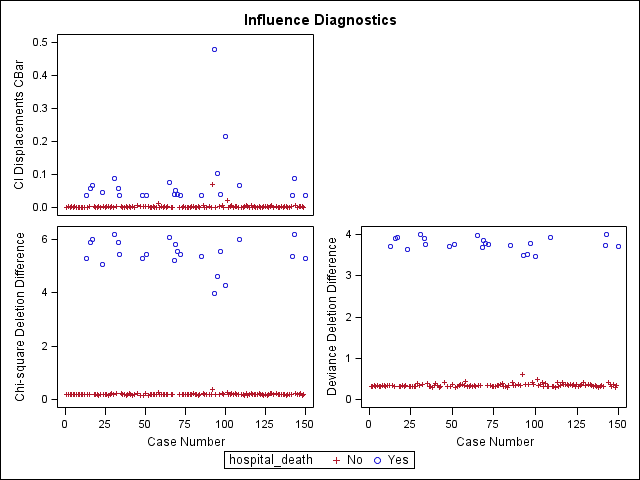 Influence Diagnostics
CI Displacements CBar
0.5
0.4
0.3
0.2
0.1
0.0
Chi-square Deletion Difference
6
4
2
0
0 25 50 75 100 125 150
Case Number
Deviance Deletion Difference
4
3
2
1
0
0 25 50 75 100 125 150
Case Number
hospital_death No Yes